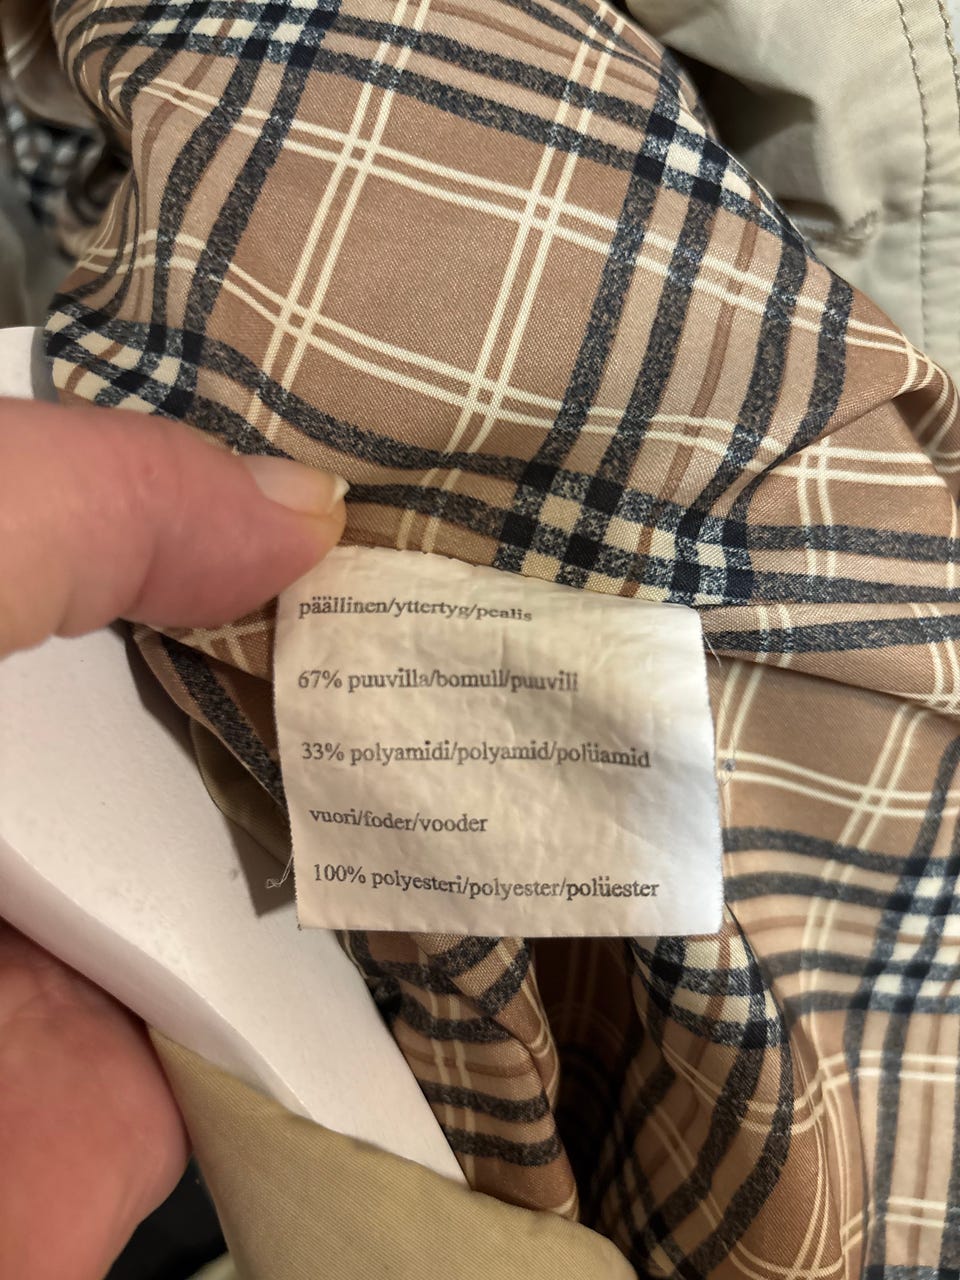 päällinen/yttertyg/pealis
67% puuvilla/bomull/puuvill
33% polyamidi/polyamid/polüamid
vuori/foder/vooder
100% polyesteri/polyester/polüester